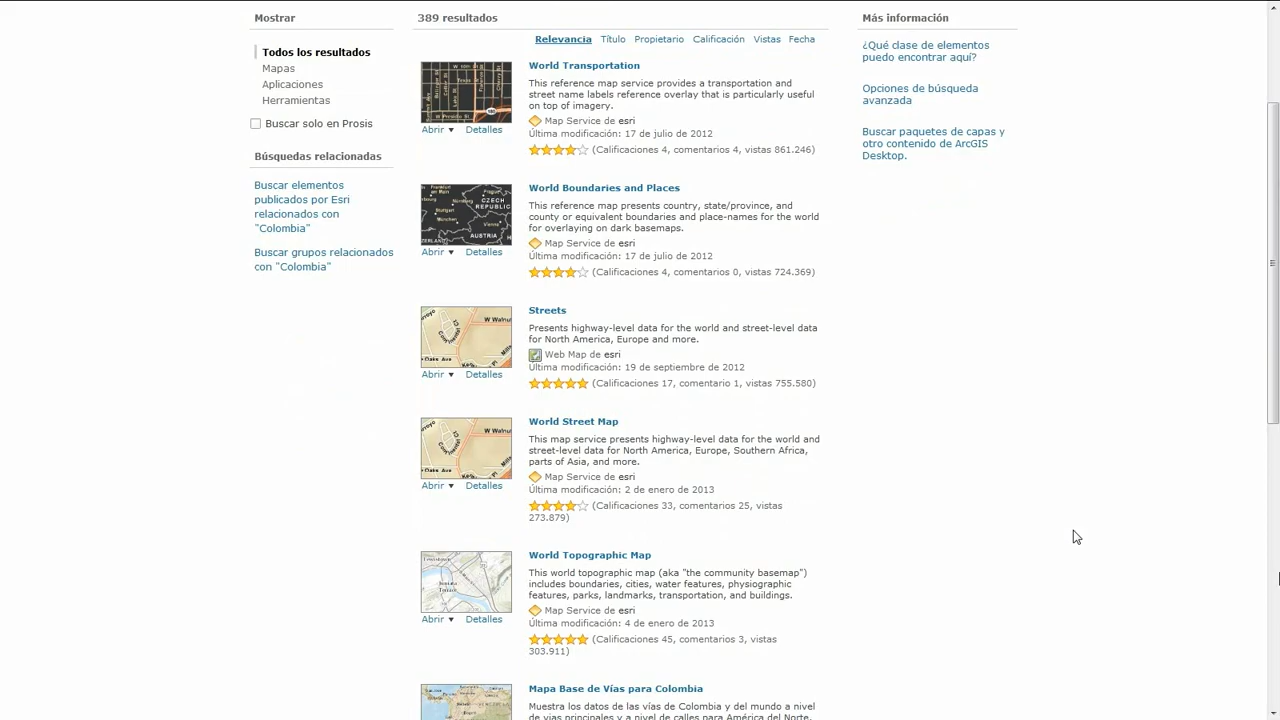 Mostrar
Todos los resultados
Mapas
Aplicaciones
Herramientas
Buscar solo en Prosis
Búsquedas relacionadas
Buscar elementos
publicados por Esri
relacionados con
"Colombia"
Buscar grupos relacionados
con "Colombia"
389 resultados
Relevancia Título Propietario Calificación Vistas Fecha
World Transportation
This reference map service provides a transportation and
street name labels reference overlay that is particularly useful
on top of imagery.
Map Service de esri
Última modificación: 17 de julio de 2012
(Calificaciones 4, comentarios 4, vistas 861.246)
Abrir Detalles
World Boundaries and Places
This reference map presents country, state/province, and
county or equivalent boundaries and place-names for the world
for overlaying on dark basemaps.
Map Service de esri
Última modificación: 17 de julio de 2012
(Calificaciones 4, comentarios 0, vistas 724.369)
CZECH
REPUBLIC
AUSTRIA
Abrir Detalles
Streets
Presents highway-level data for the world and street-level data
for North America, Europe and more.
Web Map de esri
Última modificación: 19 de septiembre de 2012
(Calificaciones 17, comentario 1, vistas 755.580)
W Walnut
Abrir Detalles
World Street Map
This map service presents highway-level data for the world and
street-level data for North America, Europe, Southern Africa,
parts of Asia, and more.
Map Service de esri
Última modificación: 2 de enero de 2013
(Calificaciones 33, comentarios 25, vistas
273.879)
W Walnut
Abrir Detalles
World Topographic Map
This world topographic map (aka "the community basemap")
includes boundaries, cities, water features, physiographic
features, parks, landmarks, transportation, and buildings.
Map Service de esri
Última modificación: 4 de enero de 2013
(Calificaciones 45, comentarios 3, vistas
303.911)
Abrir Detalles
Mapa Base de Vías para Colombia
Muestra los datos de las vías de Colombia y del mundo a nivel
de vias principales y a nivel de calles para América del Norte,
Más información
¿Qué clase de elementos
puedo encontrar aquí?
Opciones de búsqueda
avanzada
Buscar paquetes de capas y
otro contenido de ArcGIS
Desktop.